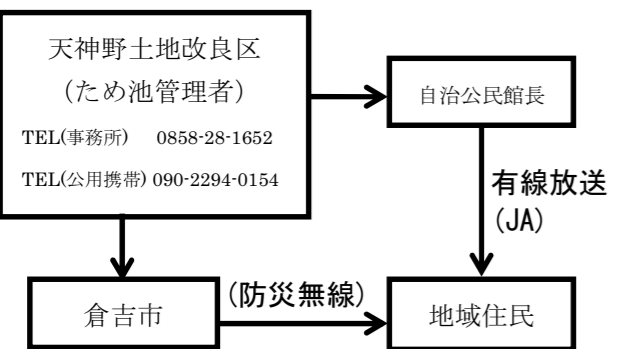 天神野土地改良区
（ため池管理者）
TEL(事務所)　0858-28-1652
TEL(公用携帯) 090-2294-0154
自治公民館長
有線放送
(JA)
倉吉市
(防災無線)
地域住民